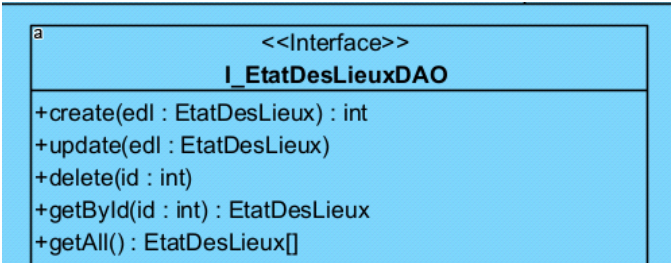 a
<<Interface>>
I_EtatDesLieuxDAO
+create(edl : EtatDesLieux) : int
+update(edl : EtatDesLieux)
+delete(id : int)
+getById(id : int) : EtatDesLieux
+getAll() : EtatDesLieux[]